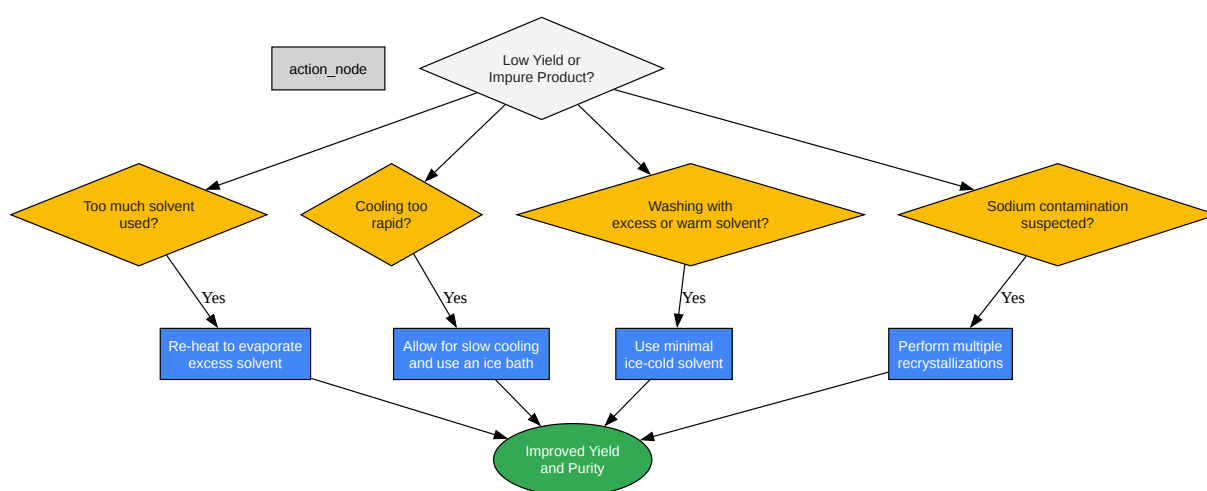 Low Yield or
Impure Product?
action_node
Too much solvent
used?
Cooling too
rapid?
Washing with
excess or warm solvent?
Sodium contamination
suspected?
Yes
Yes
Yes
Yes
Re-heat to evaporate
excess solvent
Allow for slow cooling
and use an ice bath
Use minimal
ice-cold solvent
Perform multiple
recrystallizations
Improved Yield
and Purity